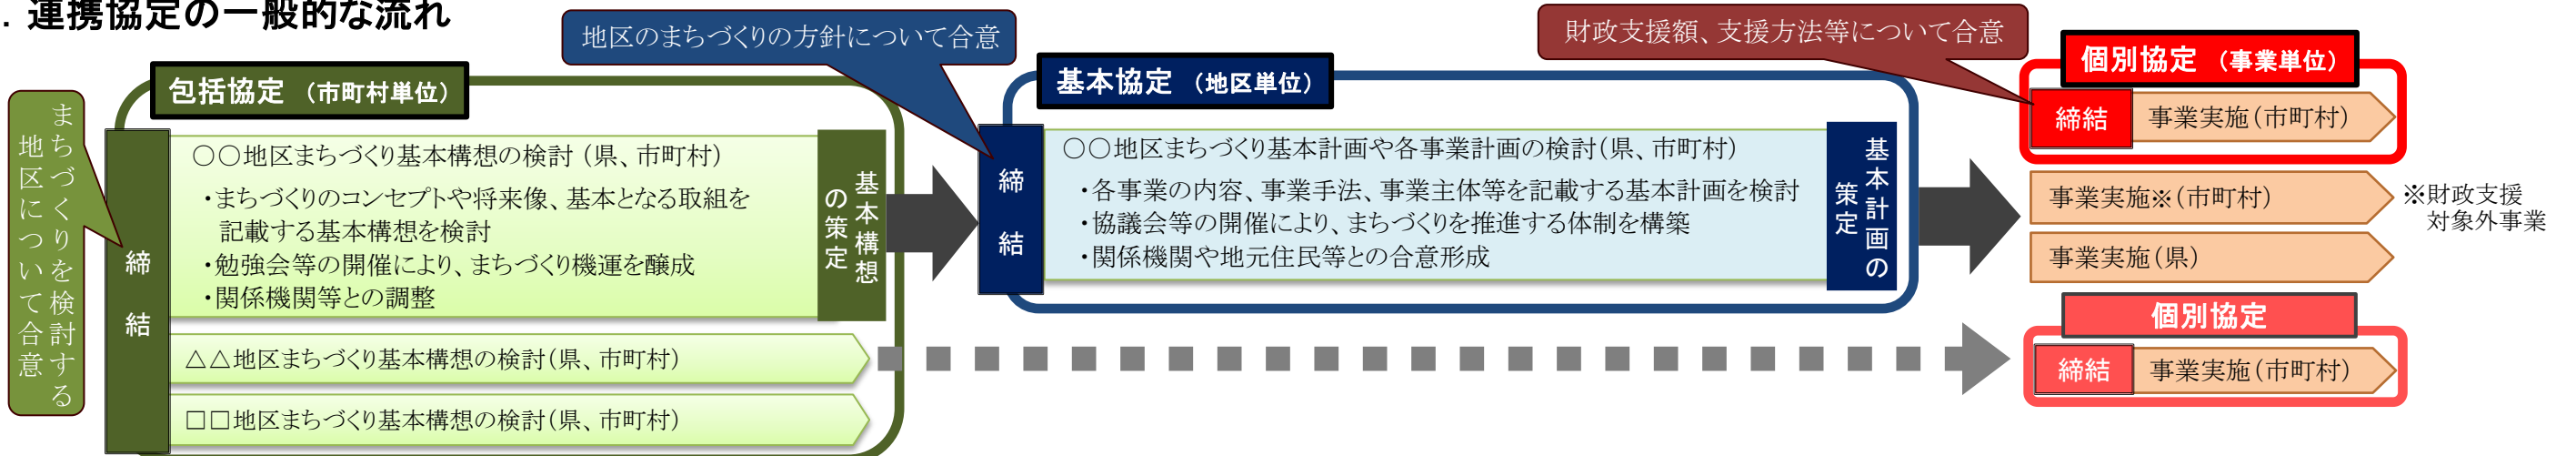 . 連携協定の一般的な流れ
まちづくりを検討する
地区について合意
包括協定 （市町村単位）
締結
○○地区まちづくり基本構想の検討（県、市町村）
・まちづくりのコンセプトや将来像、基本となる取組を
記載する基本構想を検討
・勉強会等の開催により、まちづくり機運を醸成
・関係機関等との調整
基本構想
の策定
△△地区まちづくり基本構想の検討（県、市町村）
□□地区まちづくり基本構想の検討（県、市町村）
地区のまちづくりの方針について合意
基本協定 （地区単位）
締結
○○地区まちづくり基本計画や各事業計画の検討（県、市町村）
・各事業の内容、事業手法、事業主体等を記載する基本計画を検討
・協議会等の開催により、まちづくりを推進する体制を構築
・関係機関や地元住民等との合意形成
基本計画の
策定
財政支援額、支援方法等について合意
個別協定 （事業単位）
締結 事業実施（市町村）
事業実施※（市町村）
※財政支援
対象外事業
事業実施（県）
個別協定
締結 事業実施（市町村）